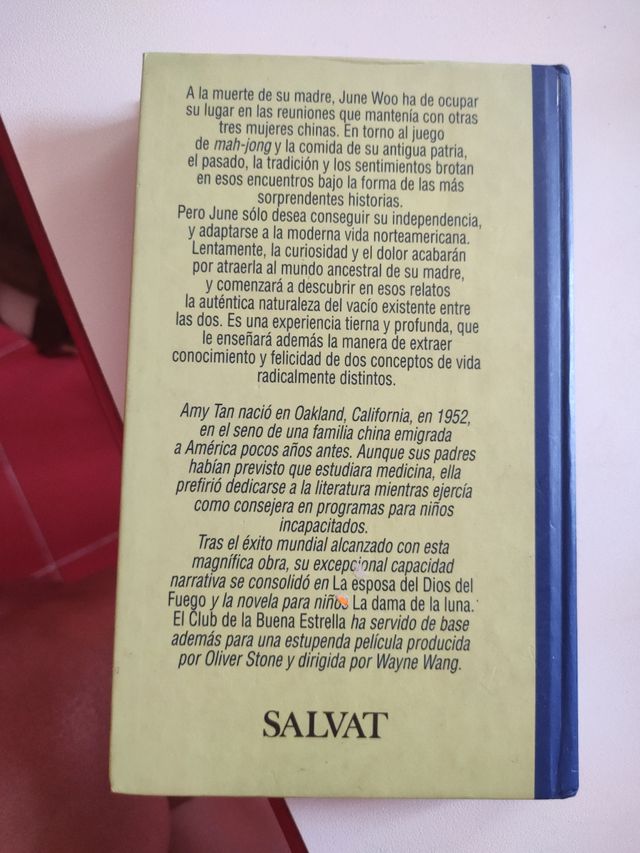 A la muerte de su madre, June Woo ha de ocupar
su lugar en las reuniones que mantenía con otras
tres mujeres chinas. En torno al juego
de mah-jong y la comida de su antigua patria,
el pasado, la tradición y los sentimientos brotan
en esos encuentros bajo la forma de las más
sorprendentes historias.
Pero June sólo desea conseguir su independencia,
y adaptarse a la moderna vida norteamericana.
Lentamente, la curiosidad y el dolor acabarán
por atraerla al mundo ancestral de su madre,
y comenzará a descubrir en esos relatos
la auténtica naturaleza del vacío existente entre
las dos. Es una experiencia tierna y profunda, que
le enseñará además la manera de extraer
conocimiento y felicidad de dos conceptos de vida
radicalmente distintos.
Amy Tan nació en Oakland, California, en 1952,
en el seno de una familia china emigrada
a América pocos años antes. Aunque sus padres
habían previsto que estudiara medicina, ella
prefirió dedicarse a la literatura mientras ejercía
como consejera en programas para niños
incapacitados.
Tras el éxito mundial alcanzado con esta
magnífica obra, su excepcional capacidad
narrativa se consolidó en La esposa del Dios del
Fuego y la novela para niños La dama de la luna.
El Club de la Buena Estrella ha servido de base
además para una estupenda película producida
por Oliver Stone y dirigida por Wayne Wang.
SALVAT